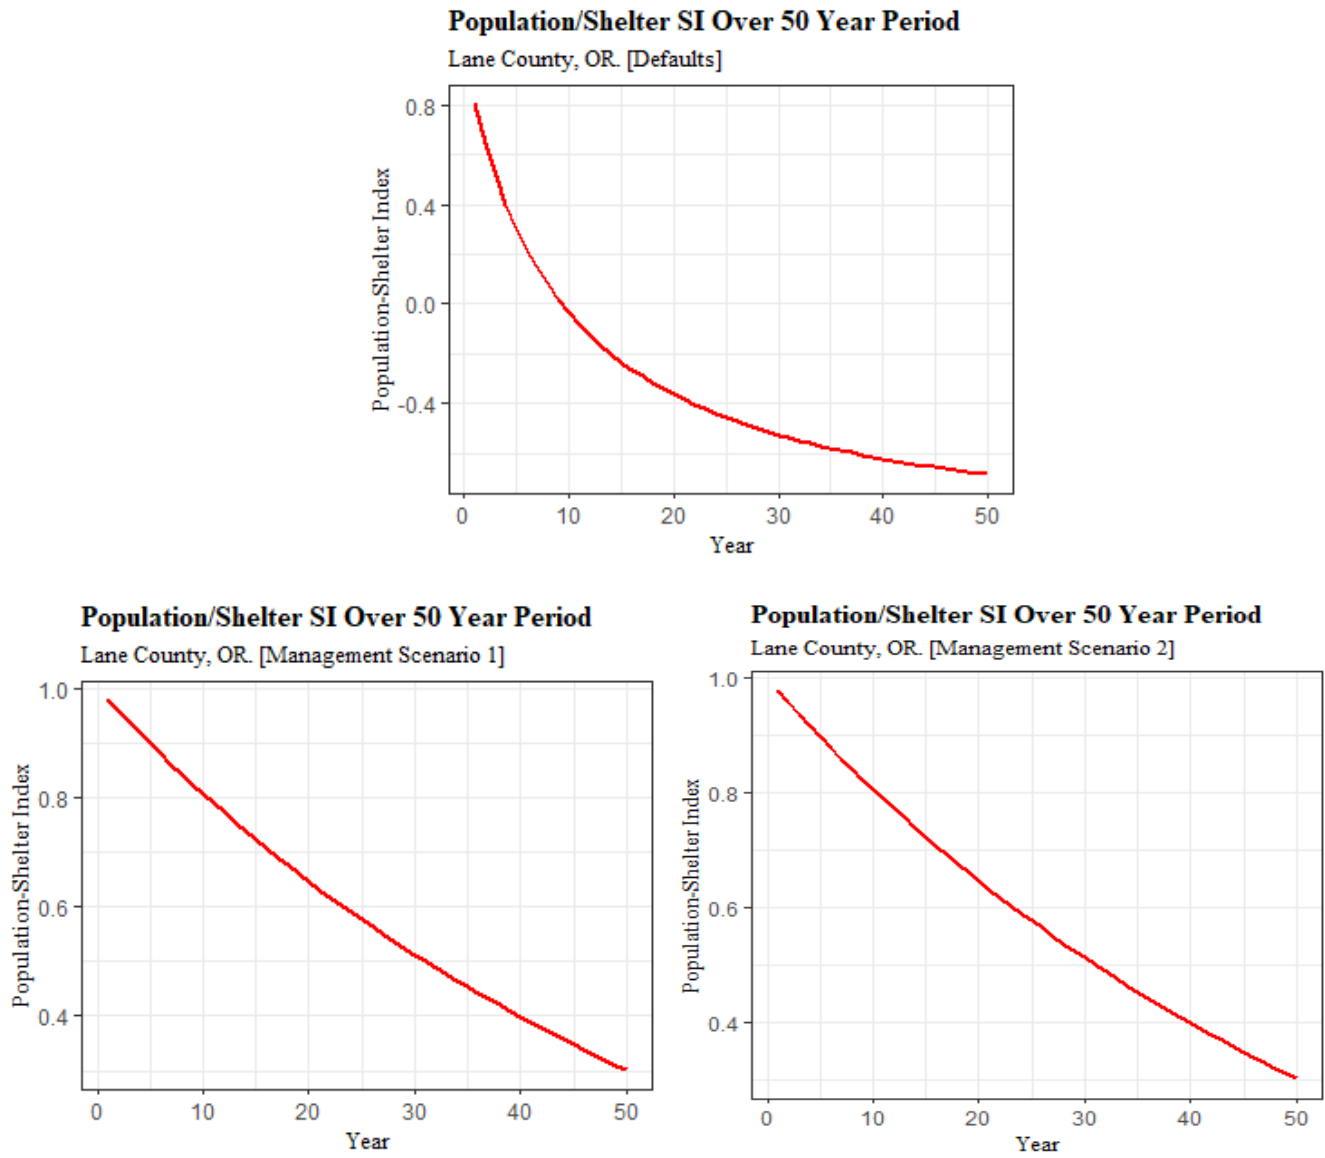 Population/Shelter SI Over 50 Year Period
Lane County, OR. [Defaults]
Population-Shelter Index
0.8
0.4
0.0
-0.4
0 10 20 30 40 50
Year
Population/Shelter SI Over 50 Year Period
Lane County, OR. [Management Scenario 1]
Population-Shelter Index
1.0
0.8
0.6
0.4
0 10 20 30 40 50
Year
Population/Shelter SI Over 50 Year Period
Lane County, OR. [Management Scenario 2]
Population-Shelter Index
1.0
0.8
0.6
0.4
0 10 20 30 40 50
Year